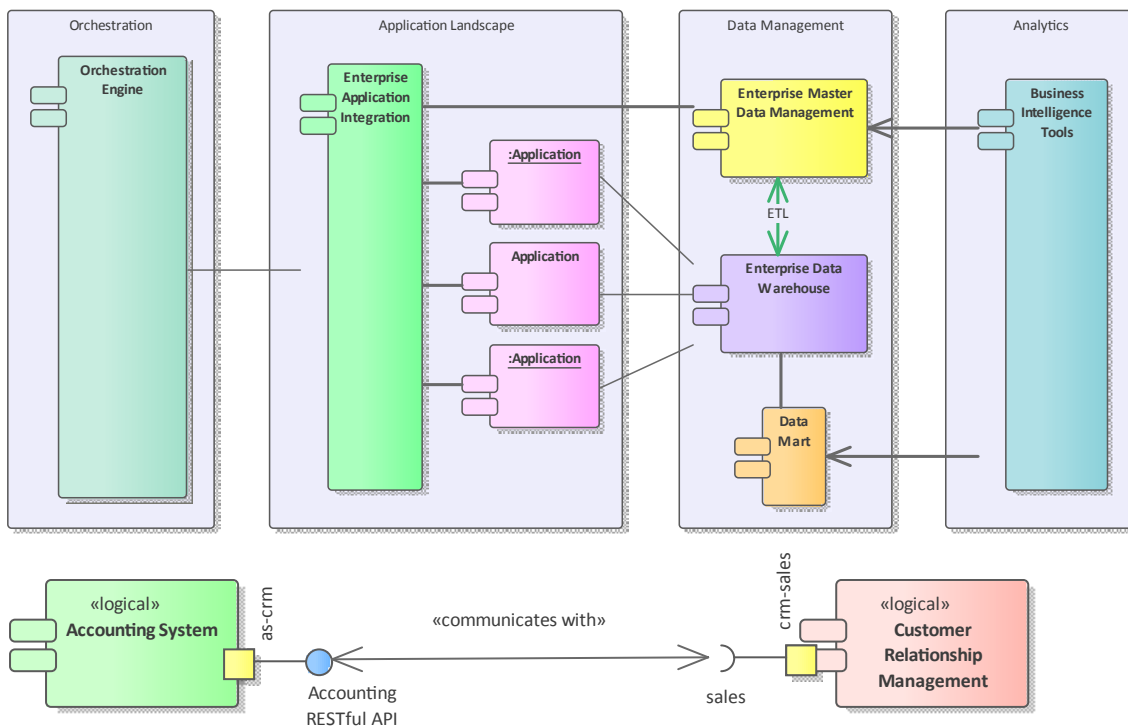 Orchestration
Application Landscape
Data Management
Analytics
Orchestration
Engine
Enterprise
Application
Integration
Enterprise Master
Data Management
Business
Intelligence
Tools
:Application
ETL
Application
Enterprise Data
Warehouse
:Application
Data
Mart
«logical»
Accounting System
as-crm
Accounting
RESTful API
«communicates with»
sales
crm-sales
«logical»
Customer
Relationship
Management